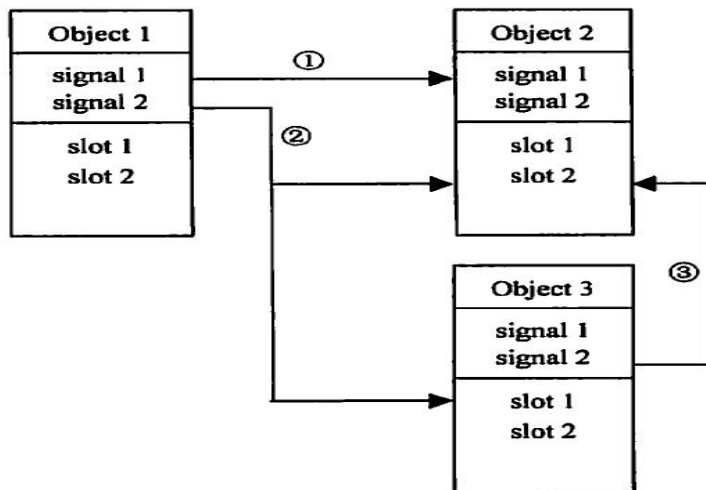 Object 1
signal 1
signal 2
slot 1
slot 2
①
②
Object 2
signal 1
signal 2
slot 1
slot 2
③
Object 3
signal 1
signal 2
slot 1
slot 2